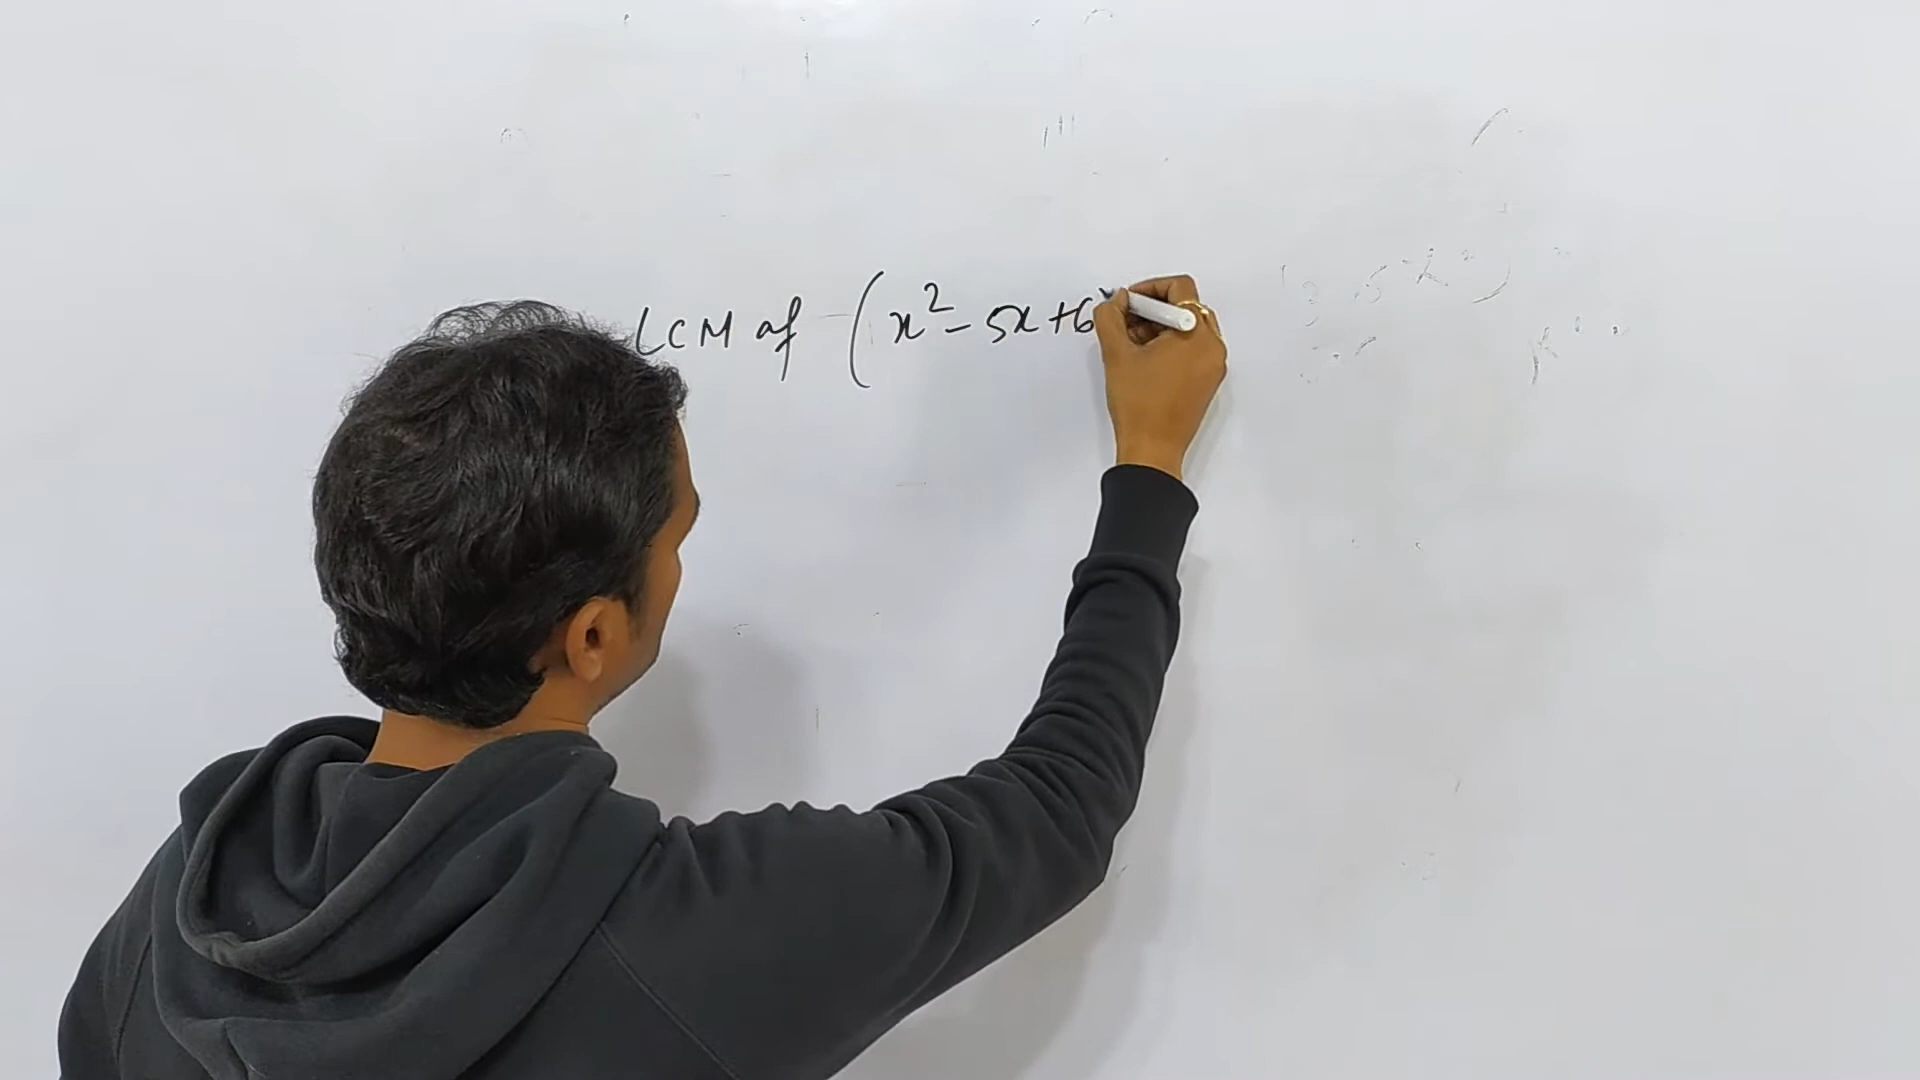 LCM of (x² - 5x + 6